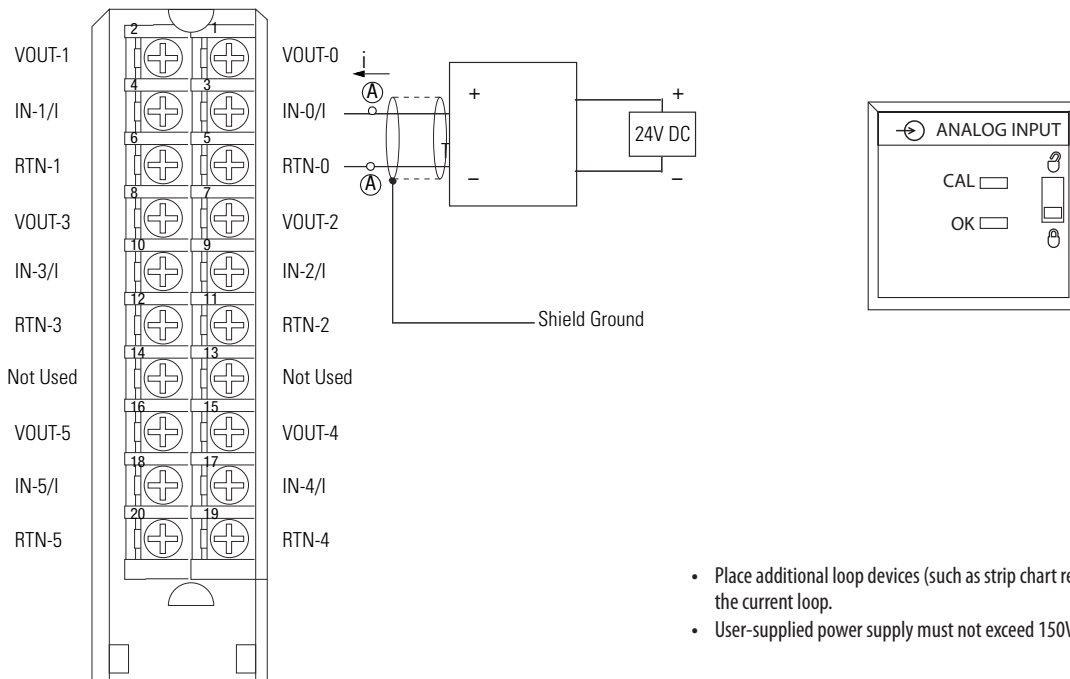 2 1
VOUT-1 VOUT-0 i
4 3 A + +
IN-1/I IN-0/I 24V DC
6 5 T
RTN-1 RTN-0 A – –
8 7
VOUT-3 VOUT-2
10 9
IN-3/I IN-2/I
12 11
RTN-3 RTN-2 Shield Ground
14 13
Not Used Not Used
16 15
VOUT-5 VOUT-4
18 17
IN-5/I IN-4/I
20 19
RTN-5 RTN-4
ANALOG INPUT
CAL
OK
• Place additional loop devices (such as strip chart re
the current loop.
• User-supplied power supply must not exceed 150V